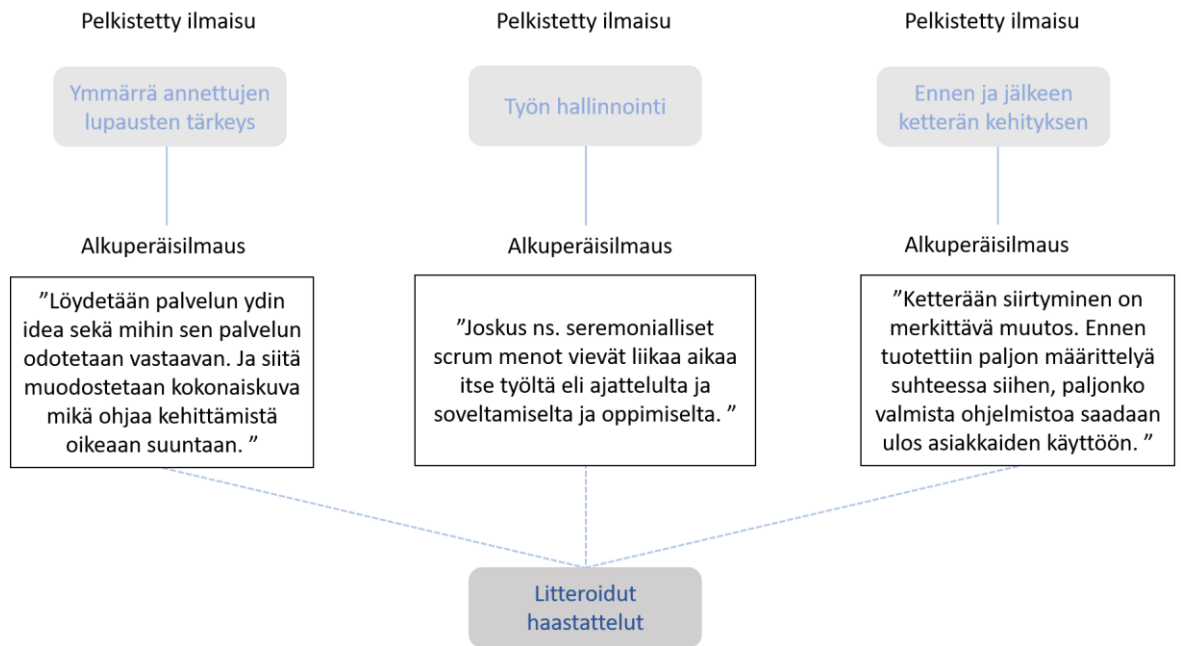 Pelkistetty ilmaisu
Pelkistetty ilmaisu
Pelkistetty ilmaisu
Ymmärrä annettujen
lupausten tärkeys
Työn hallinnointi
Ennen ja jälkeen
ketterän kehityksen
Alkuperäisilmaus
Alkuperäisilmaus
Alkuperäisilmaus
”Löydetään palvelun ydin
idea sekä mihin sen palvelun
odotetaan vastaavan. Ja siitä
muodostetaan kokonaiskuva
mikä ohjaa kehittämistä
oikeaan suuntaan. ”
”Joskus ns. seremonialliset
scrum menot vievät liikaa aikaa
itse työltä eli ajattelulta ja
soveltamiselta ja oppimiselta. ”
”Ketterään siirtyminen on
merkittävä muutos. Ennen
tuotettiin paljon määrittelyä
suhteessa siihen, paljonko
valmista ohjelmistoa saadaan
ulos asiakkaiden käyttöön. ”
Litteroidut
haastattelut